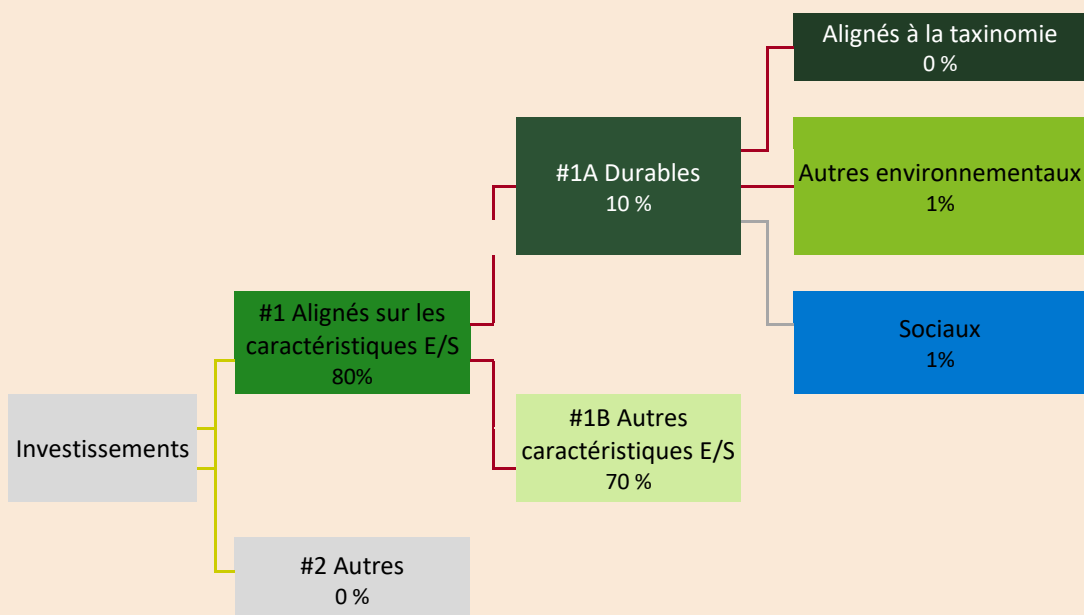 Alignés à la taxinomie
0 %
#1A Durables
10 %
Autres environnementaux
1%
#1 Alignés sur les
caractéristiques E/S
80%
Sociaux
1%
Investissements
#1B Autres
caractéristiques E/S
70 %
#2 Autres
0 %